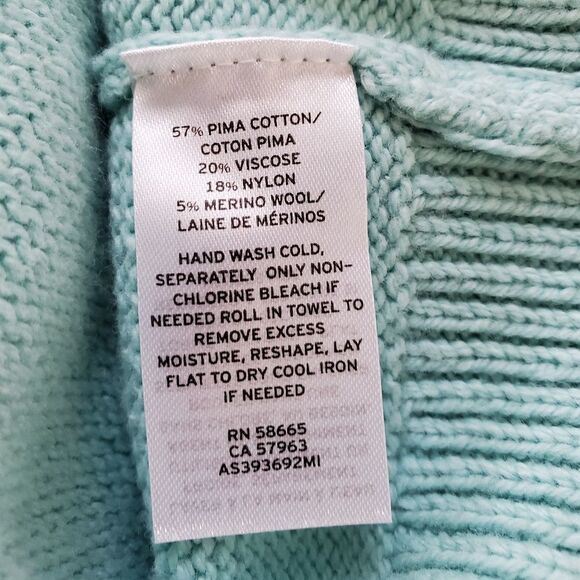 57% PIMA COTTON/
COTON PIMA
20% VISCOSE
18% NYLON
5% MERINO WOOL/
LAINE DE MÉRINOS
HAND WASH COLD,
SEPARATELY ONLY NON-
CHLORINE BLEACH IF
NEEDED ROLL IN TOWEL TO
REMOVE EXCESS
MOISTURE, RESHAPE, LAY
FLAT TO DRY COOL IRON
IF NEEDED
RN 58665
CA 57963
AS393692MI